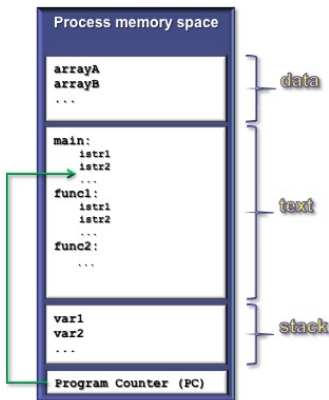 Process memory space
arrayA
arrayB
...
data
main:
istr1
istr2
...
func1:
istr1
istr2
...
func2:
...
text
var1
var2
...
stack
Program Counter (PC)